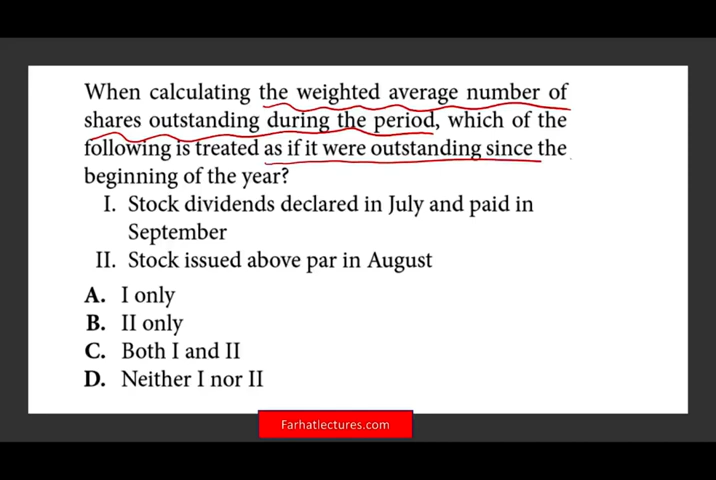 When calculating the weighted average number of
shares outstanding during the period, which of the
following is treated as if it were outstanding since the
beginning of the year?
I. Stock dividends declared in July and paid in
September
II. Stock issued above par in August
A. I only
B. II only
C. Both I and II
D. Neither I nor II
Farhatlectures.com